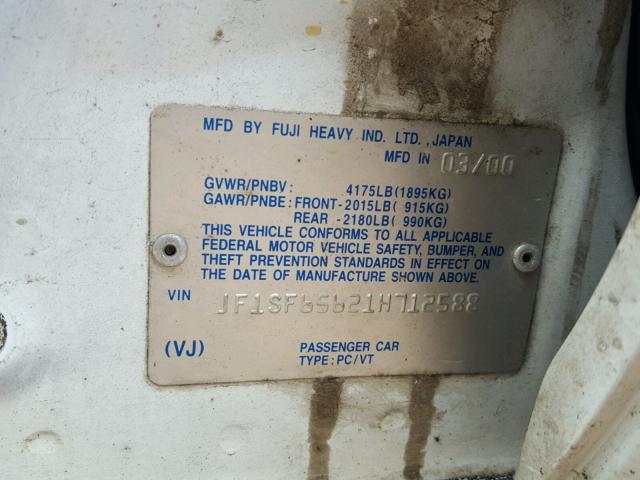 MFD BY FUJI HEAVY IND. LTD. ,JAPAN
MFD IN 03/00
GVWR/PNBV: 4175LB(1895KG)
GAWR/PNBE: FRONT-2015LB( 915KG)
REAR -2180LB( 990KG)
THIS VEHICLE CONFORMS TO ALL APPLICABLE
FEDERAL MOTOR VEHICLE SAFETY, BUMPER, AND
THEFT PREVENTION STANDARDS IN EFFECT ON
THE DATE OF MANUFACTURE SHOWN ABOVE.
VIN JF1SF65621H712588
(VJ) PASSENGER CAR
TYPE: PC/VT